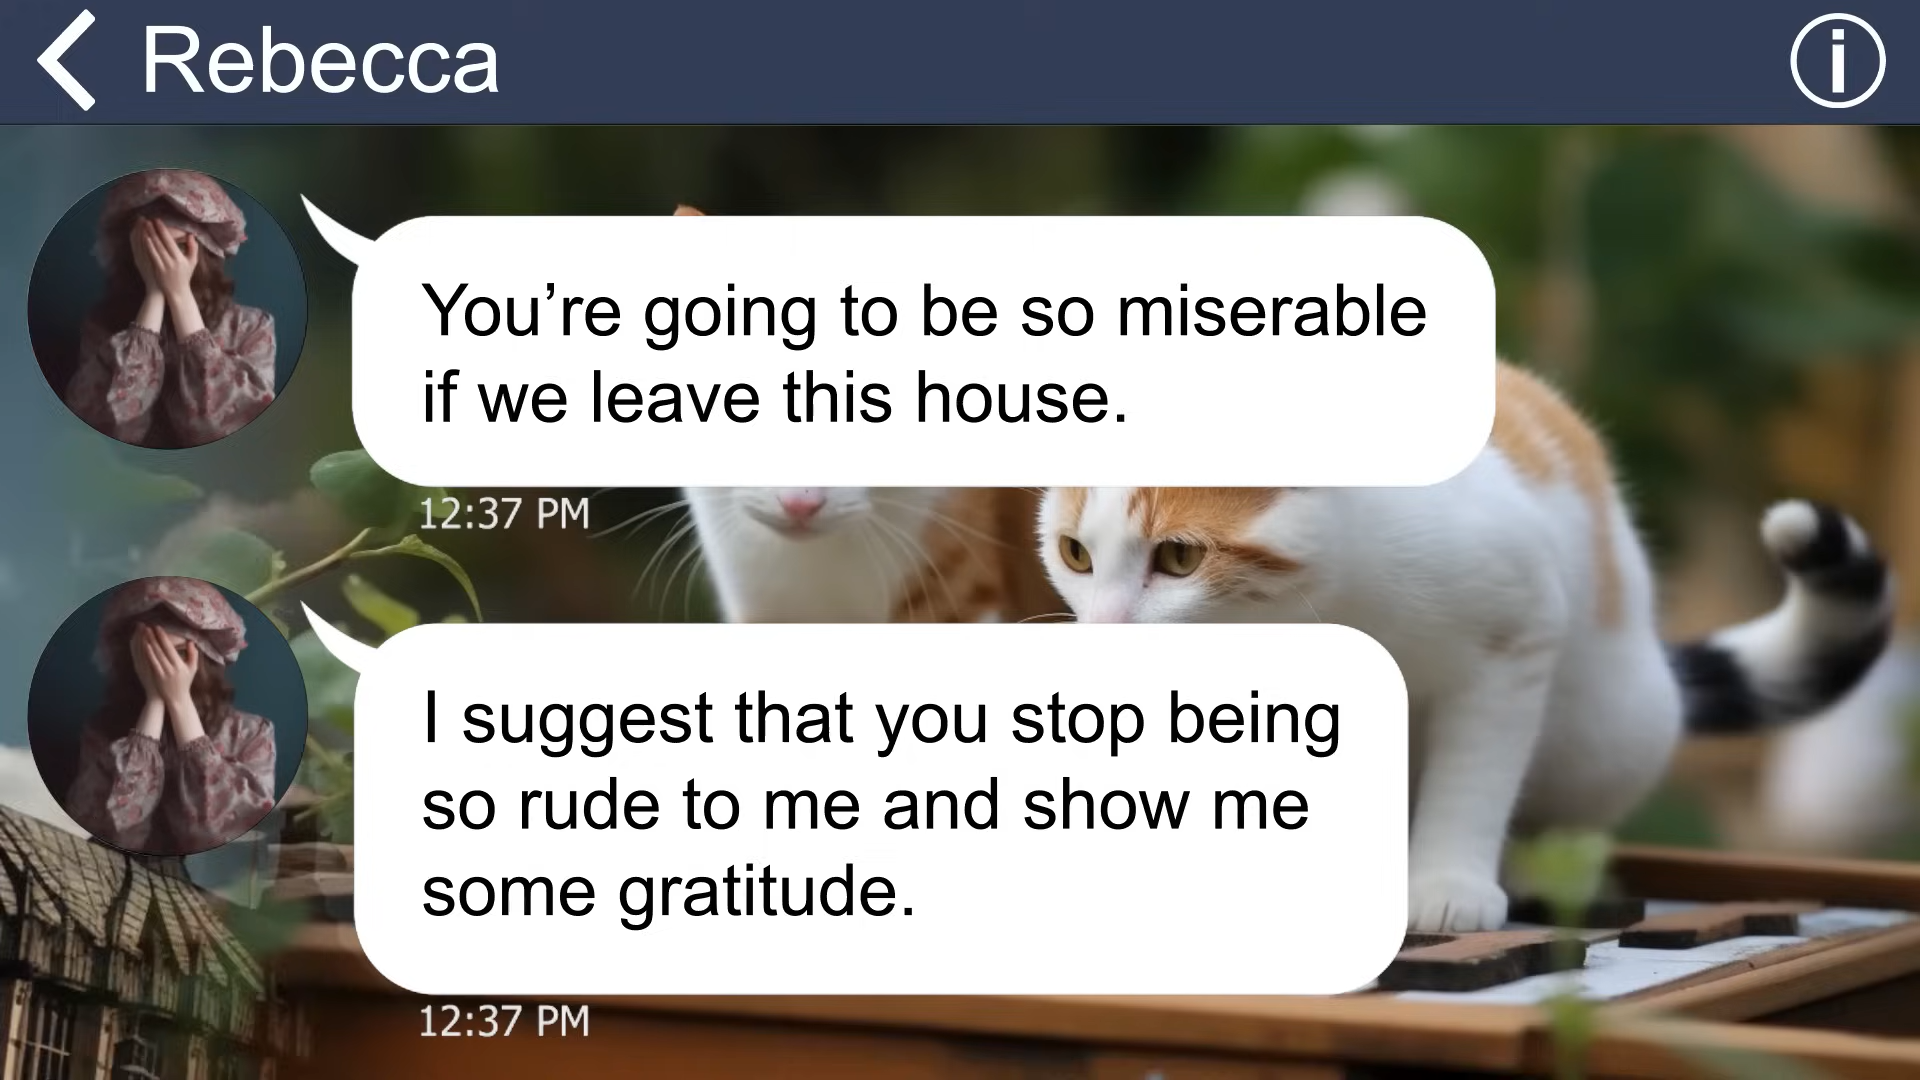 Rebecca
You’re going to be so miserable
if we leave this house.
12:37 PM
I suggest that you stop being
so rude to me and show me
some gratitude.
12:37 PM